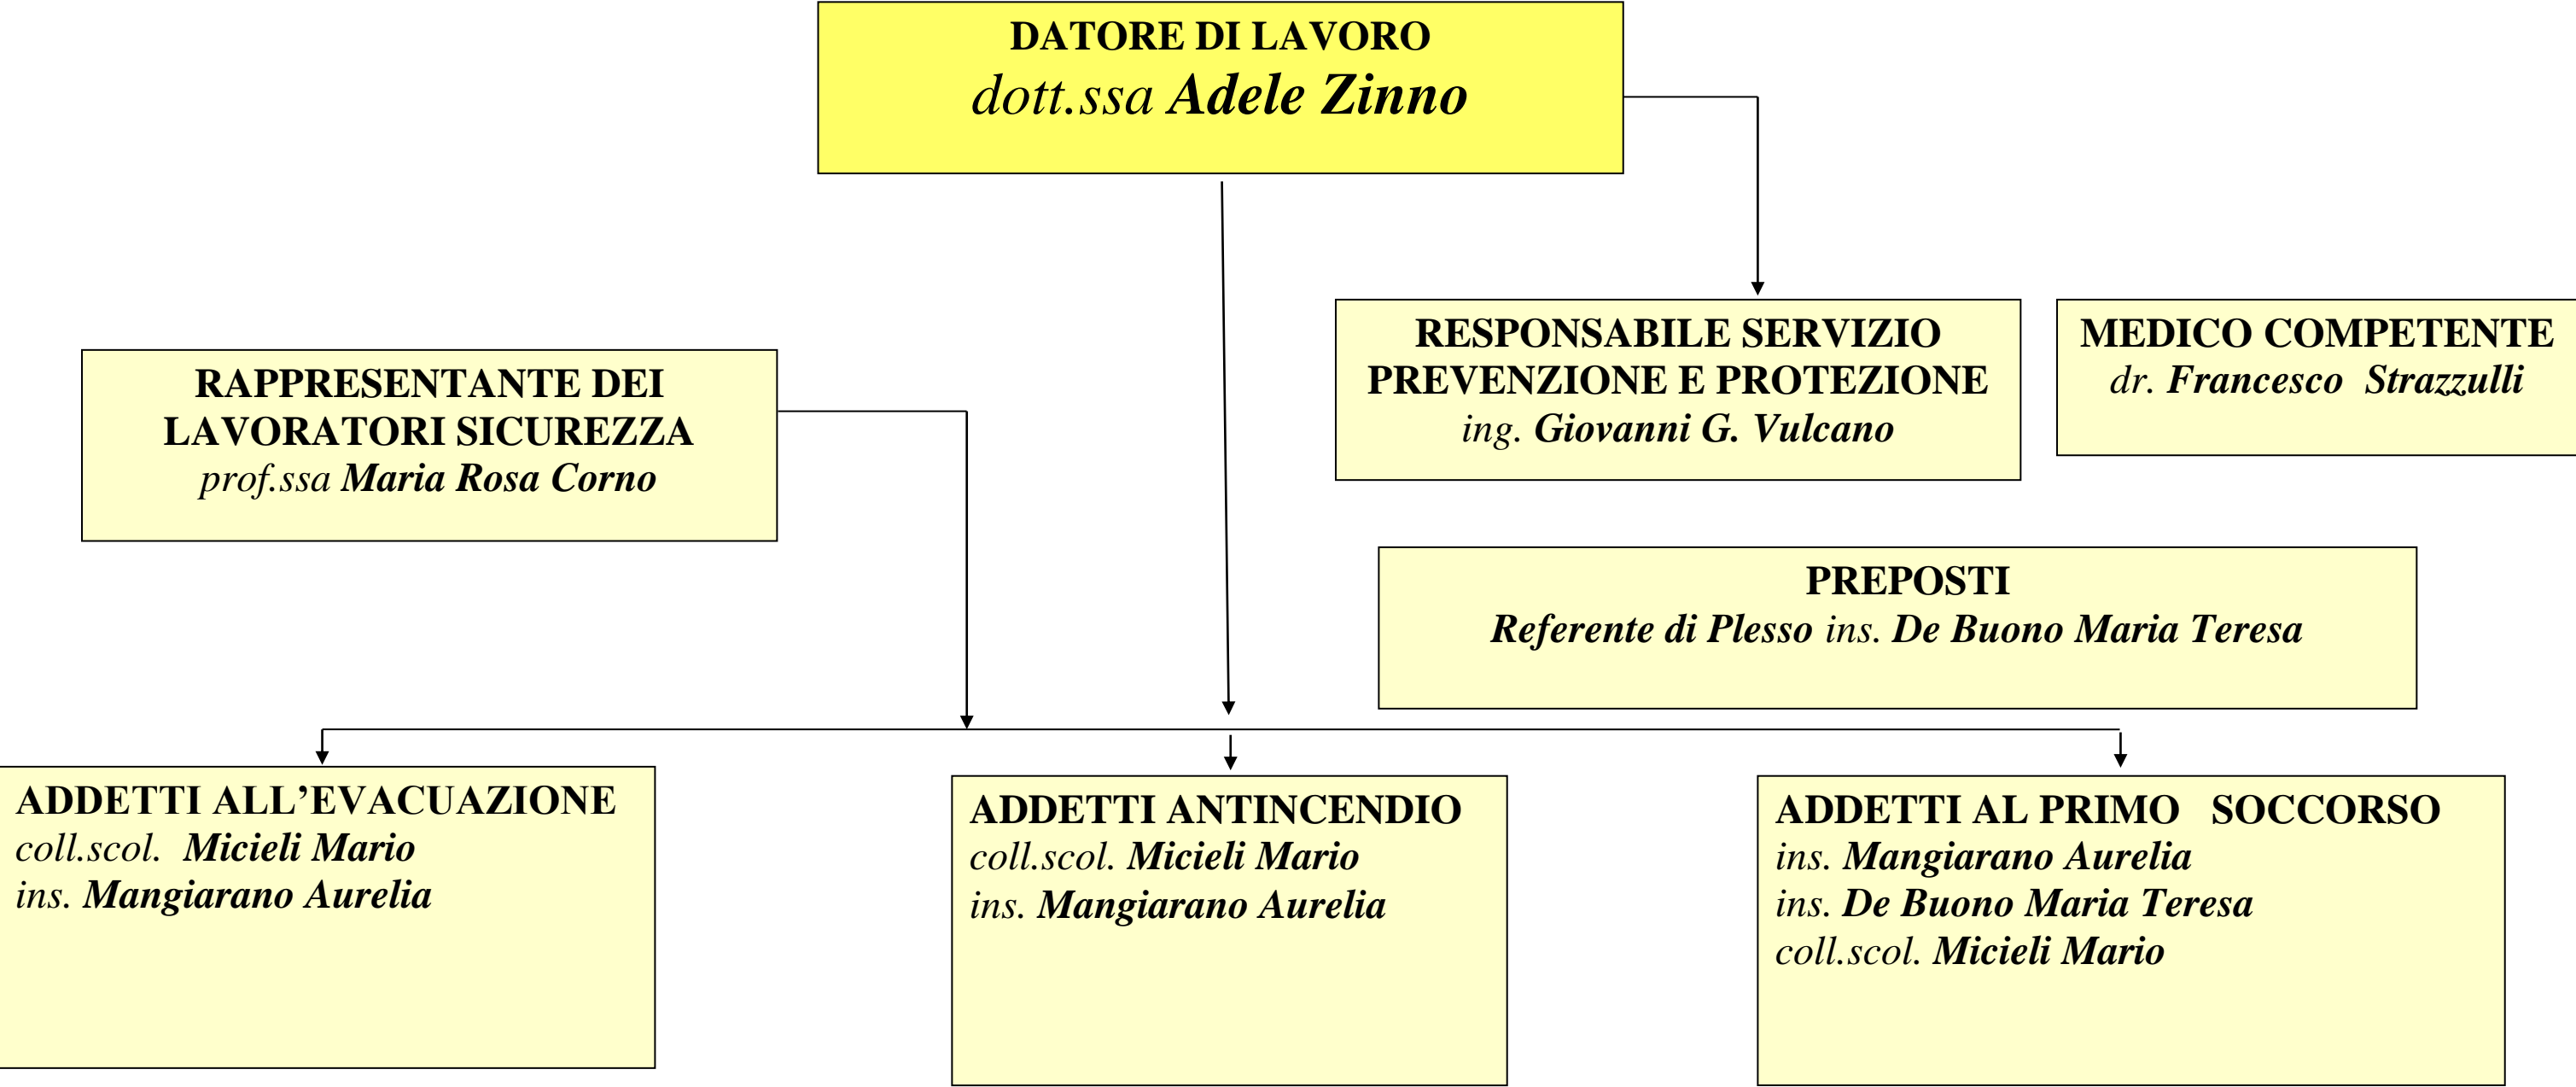 DATORE DI LAVORO
dott.ssa Adele Zinno
RESPONSABILE SERVIZIO
PREVENZIONE E PROTEZIONE
ing. Giovanni G. Vulcano
MEDICO COMPETENTE
dr. Francesco Strazzulli
RAPPRESENTANTE DEI
LAVORATORI SICUREZZA
prof.ssa Maria Rosa Corno
PREPOSTI
Referente di Plesso ins. De Buono Maria Teresa
ADDETTI ALL’EVACUAZIONE
coll.scol. Micieli Mario
ins. Mangiarano Aurelia
ADDETTI ANTINCENDIO
coll.scol. Micieli Mario
ins. Mangiarano Aurelia
ADDETTI AL PRIMO SOCCORSO
ins. Mangiarano Aurelia
ins. De Buono Maria Teresa
coll.scol. Micieli Mario